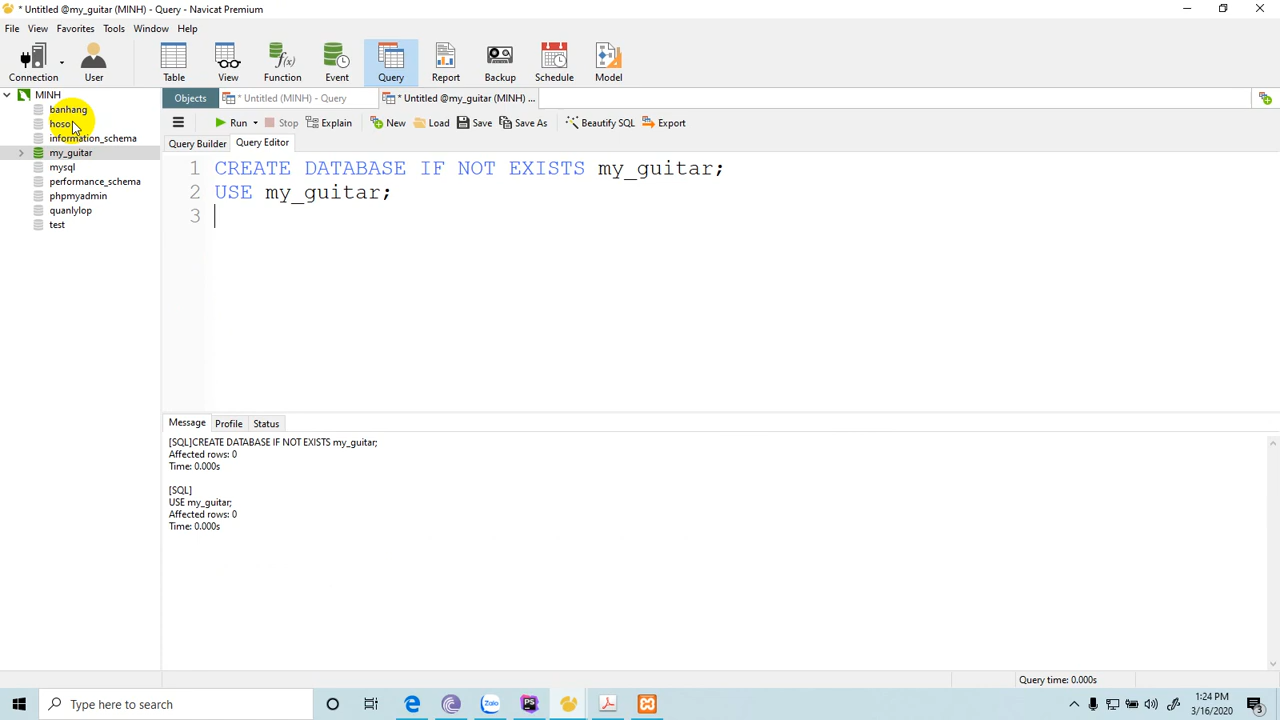 * Untitled @my_guitar (MINH) - Query - Navicat Premium
File View Favorites Tools Window Help
Connection User Table View Function Event Query Report Backup Schedule Model
MINH
banhang
information_schema
my_guitar
mysql
performance_schema
phpmyadmin
quanlylop
test
Objects * Untitled (MINH) - Query * Untitled @my_guitar (MINH) ...
Run Stop Explain New Load Save Save As Beautify SQL Export
Query Builder Query Editor
1 CREATE DATABASE IF NOT EXISTS my_guitar;
2 USE my_guitar;
3
Message Profile Status
[SQL]CREATE DATABASE IF NOT EXISTS my_guitar;
Affected rows: 0
Time: 0.000s
[SQL]
USE my_guitar;
Affected rows: 0
Time: 0.000s
Query time: 0.000s
Type here to search
Zalo
PS
1:24 PM
3/16/2020
3